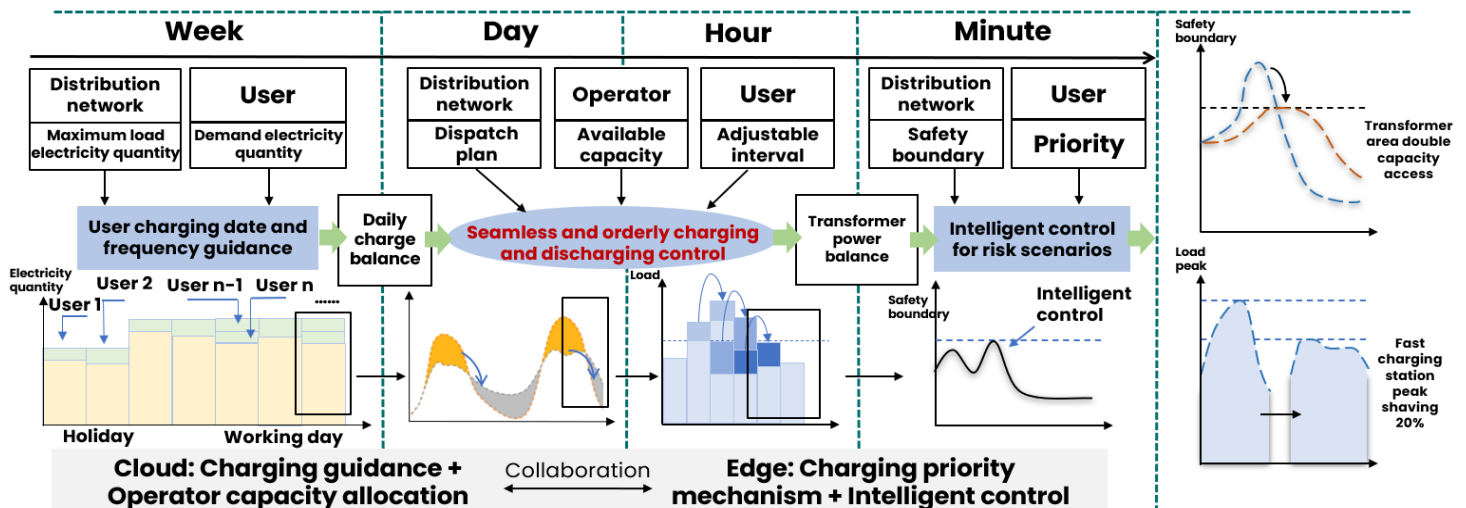 Week
Day
Hour
Minute
Distribution
network
Maximum load
electricity quantity
User
Demand electricity
quantity
Distribution
network
Dispatch
plan
Operator
Available
capacity
User
Adjustable
interval
Distribution
network
Safety
boundary
User
Priority
User charging date and
frequency guidance
Daily
charge
balance
Seamless and orderly charging
and discharging control
Transformer
power
balance
Intelligent control
for risk scenarios
Electricity
quantity
User 1
User 2
User n-1
User n
......
Holiday
Working day
Load
Safety
boundary
Intelligent
control
Cloud: Charging guidance +
Operator capacity allocation
Collaboration
Edge: Charging priority
mechanism + Intelligent control
Safety
boundary
Transformer
area double
capacity
access
Load
peak
Fast
charging
station
peak
shaving
20%